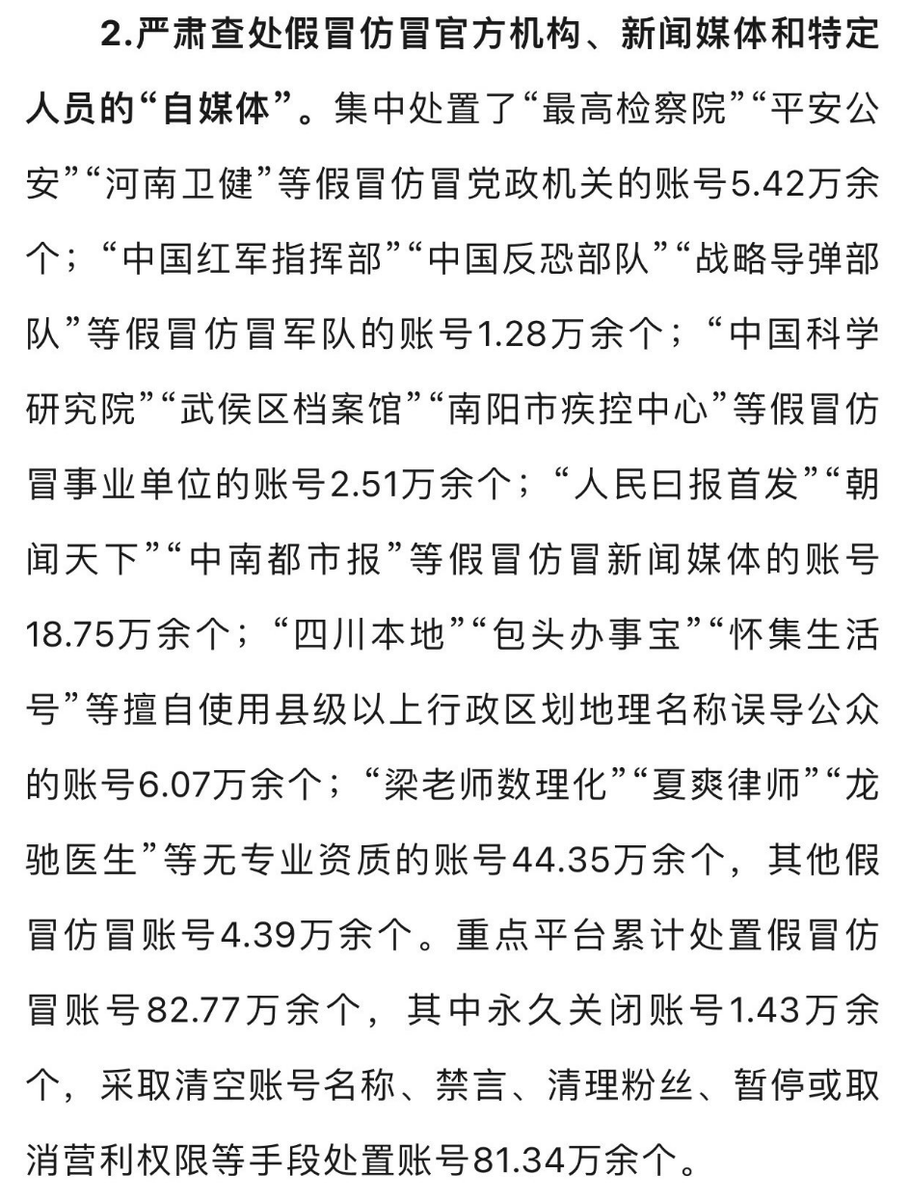 2.严肃查处假冒仿冒官方机构、新闻媒体和特定
人员的“自媒体”。集中处置了“最高检察院”“平安公
安”“河南卫健”等假冒仿冒党政机关的账号5.42万余
个；“中国红军指挥部”“中国反恐部队”“战略导弹部
队”等假冒仿冒军队的账号1.28万余个；“中国科学
研究院”“武侯区档案馆”“南阳市疾控中心”等假冒仿
冒事业单位的账号2.51万余个；“人民曰报首发”“朝
闻天下”“中南都市报”等假冒仿冒新闻媒体的账号
18.75万余个；“四川本地”“包头办事宝”“怀集生活
号”等擅自使用县级以上行政区划地理名称误导公众
的账号6.07万余个；“梁老师数理化”“夏爽律师”“龙
驰医生”等无专业资质的账号44.35万余个，其他假
冒仿冒账号4.39万余个。重点平台累计处置假冒仿
冒账号82.77万余个，其中永久关闭账号1.43万余
个，采取清空账号名称、禁言、清理粉丝、暂停或取
消营利权限等手段处置账号81.34万余个。